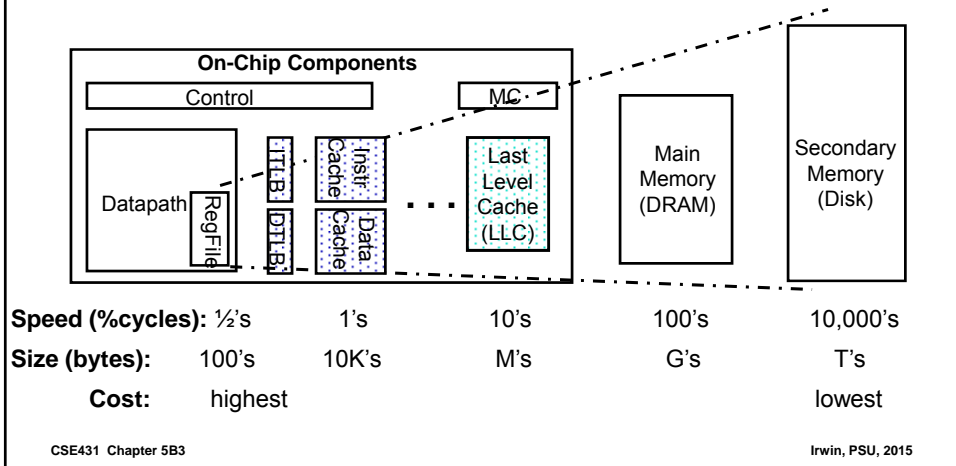 On-Chip Components
Control
MC
Datapath
RegFile
ITLB
DTLB
Instr
Cache
Data
Cache
. . .
Last
Level
Cache
(LLC)
Main
Memory
(DRAM)
Secondary
Memory
(Disk)
Speed (%cycles): ½’s 1’s 10’s 100’s 10,000’s
Size (bytes): 100’s 10K’s M’s G’s T’s
Cost: highest lowest
CSE431 Chapter 5B3 Irwin, PSU, 2015